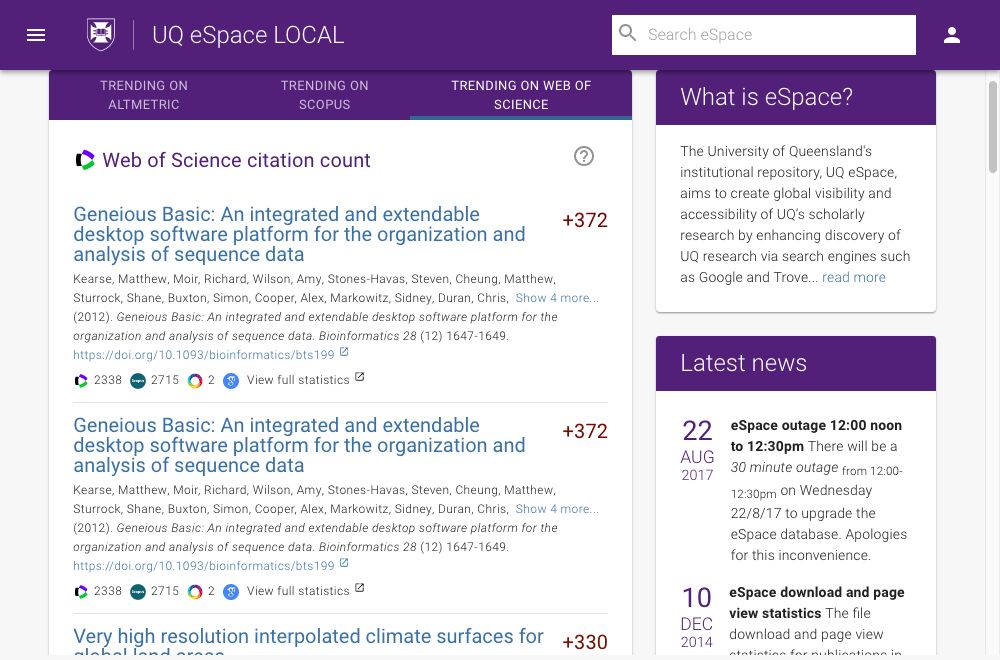 UQ eSpace LOCAL
Search eSpace
TRENDING ON
ALTMETRIC
TRENDING ON
SCOPUS
TRENDING ON WEB OF
SCIENCE
Web of Science citation count
Geneious Basic: An integrated and extendable
desktop software platform for the organization and
analysis of sequence data
+372
Kearse, Matthew, Moir, Richard, Wilson, Amy, Stones-Havas, Steven, Cheung, Matthew,
Sturrock, Shane, Buxton, Simon, Cooper, Alex, Markowitz, Sidney, Duran, Chris, Show 4 more...
(2012). Geneious Basic: An integrated and extendable desktop software platform for the
organization and analysis of sequence data. Bioinformatics 28 (12) 1647-1649.
https://doi.org/10.1093/bioinformatics/bts199
2338 Scopus 2715 2 View full statistics
Geneious Basic: An integrated and extendable
desktop software platform for the organization and
analysis of sequence data
+372
Kearse, Matthew, Moir, Richard, Wilson, Amy, Stones-Havas, Steven, Cheung, Matthew,
Sturrock, Shane, Buxton, Simon, Cooper, Alex, Markowitz, Sidney, Duran, Chris, Show 4 more...
(2012). Geneious Basic: An integrated and extendable desktop software platform for the
organization and analysis of sequence data. Bioinformatics 28 (12) 1647-1649.
https://doi.org/10.1093/bioinformatics/bts199
2338 Scopus 2715 2 View full statistics
Very high resolution interpolated climate surfaces for
global land areas
+330
What is eSpace?
The University of Queensland's
institutional repository, UQ eSpace,
aims to create global visibility and
accessibility of UQ's scholarly
research by enhancing discovery of
UQ research via search engines such
as Google and Trove... read more
Latest news
22
AUG
2017
eSpace outage 12:00 noon
to 12:30pm There will be a
30 minute outage from 12:00-
12:30pm on Wednesday
22/8/17 to upgrade the
eSpace database. Apologies
for this inconvenience.
10
DEC
2014
eSpace download and page
view statistics The file
download and page view
statistics for publications in